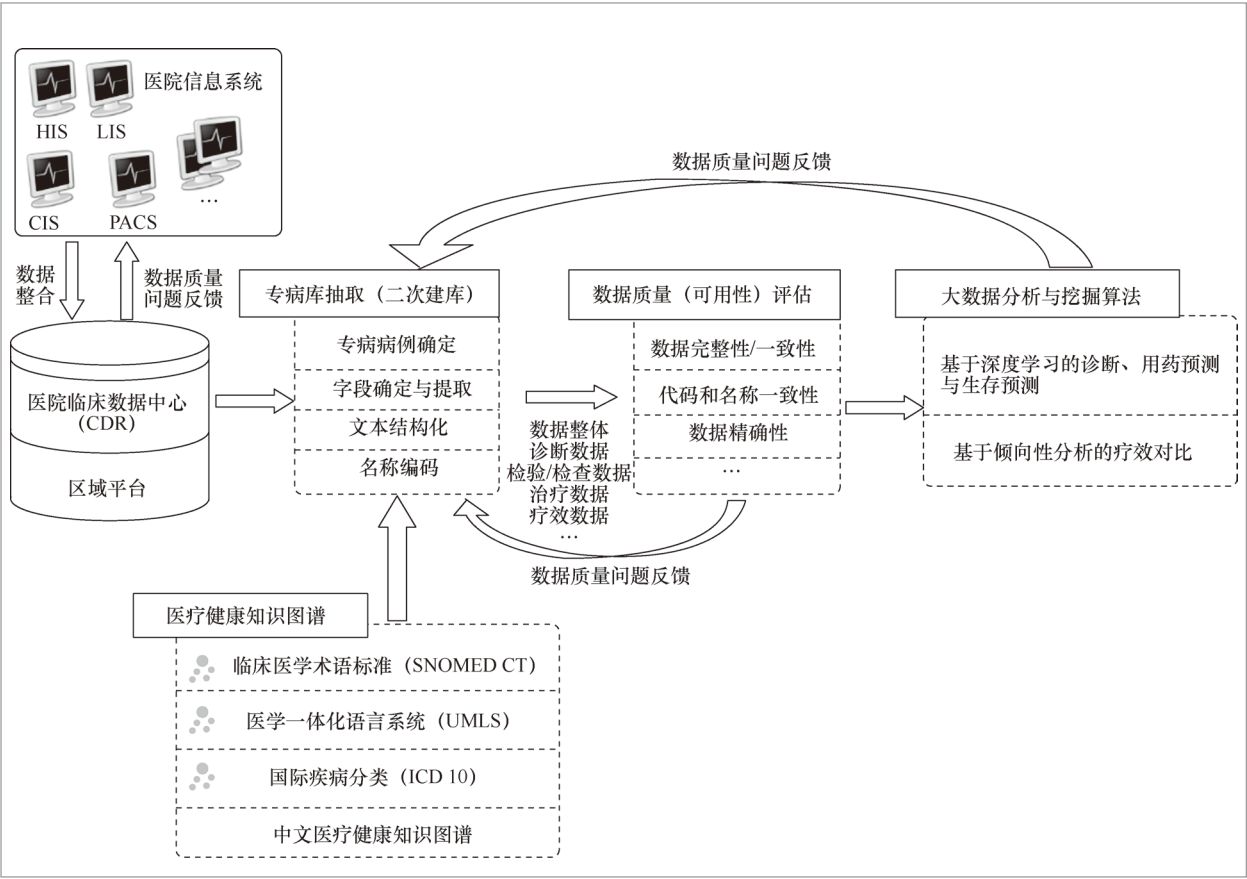 医院信息系统
HIS
LIS
CIS
PACS
…
数据
整合
数据质量
问题反馈
医院临床数据中心
（CDR）
区域平台
数据质量问题反馈
专病库抽取（二次建库）
专病病例确定
字段确定与提取
文本结构化
名称编码
数据整体
诊断数据
检验/检查数据
治疗数据
疗效数据
…
数据质量（可用性）评估
数据完整性/一致性
代码和名称一致性
数据精确性
…
数据质量问题反馈
大数据分析与挖掘算法
基于深度学习的诊断、用药预测
与生存预测
基于倾向性分析的疗效对比
医疗健康知识图谱
临床医学术语标准（SNOMED CT）
医学一体化语言系统（UMLS）
国际疾病分类（ICD 10）
中文医疗健康知识图谱